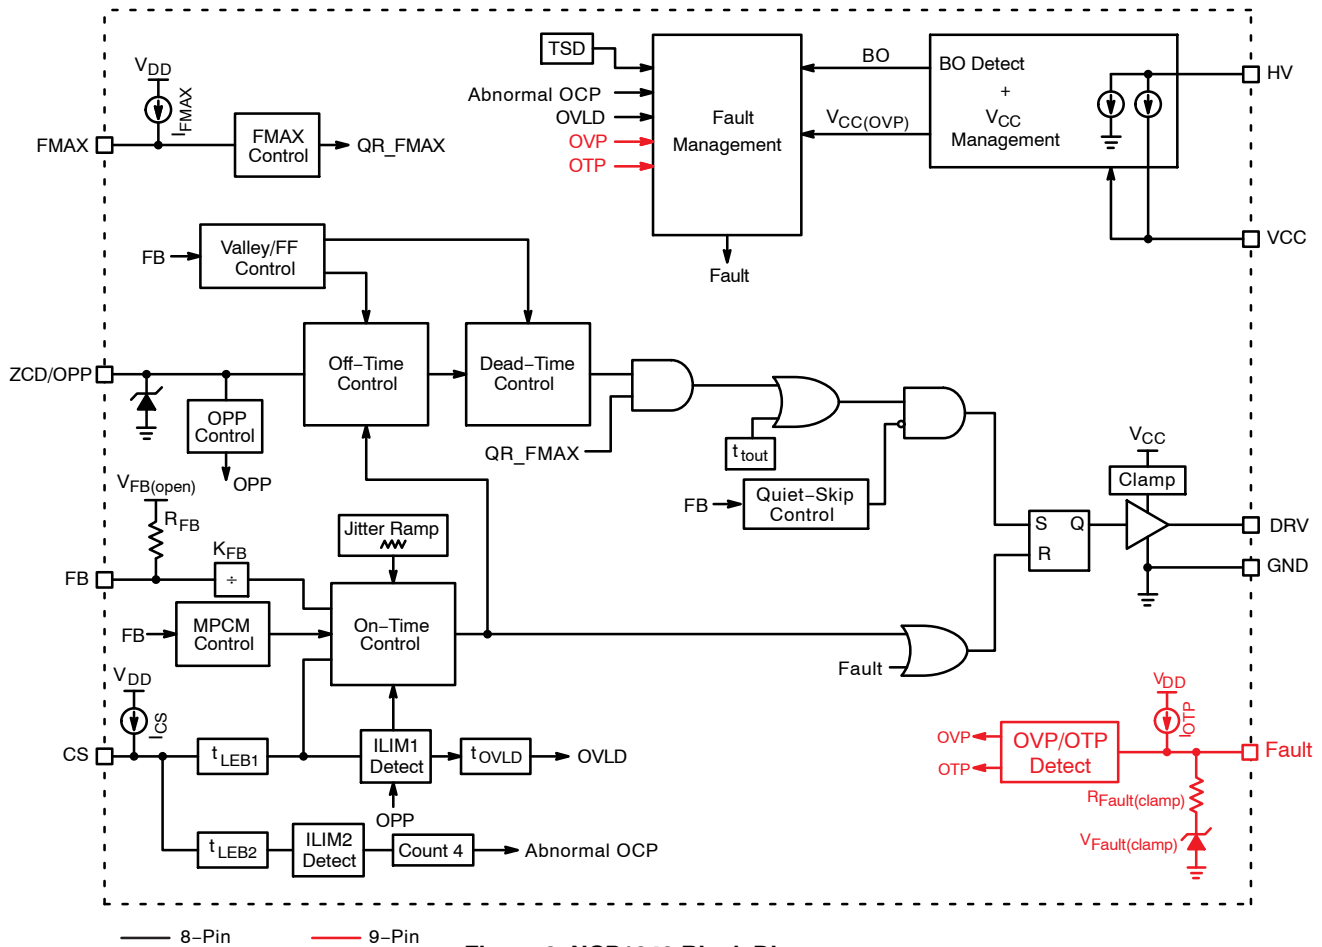 TSD
Abnormal OCP
OVLD
OVP
OTP
Fault
Management
Fault
BO
VCC(OVP)
BO Detect
+
VCC
Management
HV
VCC
VDD
IFMAX
FMAX
FMAX
Control
QR_FMAX
FB
Valley/FF
Control
ZCD/OPP
Off−Time
Control
Dead−Time
Control
OPP
Control
OPP
QR_FMAX
ttout
FB
Quiet−Skip
Control
VCC
Clamp
S
Q
R
DRV
GND
VFB(open)
RFB
KFB
FB
÷
Jitter Ramp
FB
MPCM
Control
On−Time
Control
Fault
VDD
ICS
CS
tLEB1
ILIM1
Detect
tOVLD
OVLD
OPP
tLEB2
ILIM2
Detect
Count 4
Abnormal OCP
VDD
IOTP
OVP
OTP
OVP/OTP
Detect
Fault
RFault(clamp)
VFault(clamp)
8−Pin
9−Pin